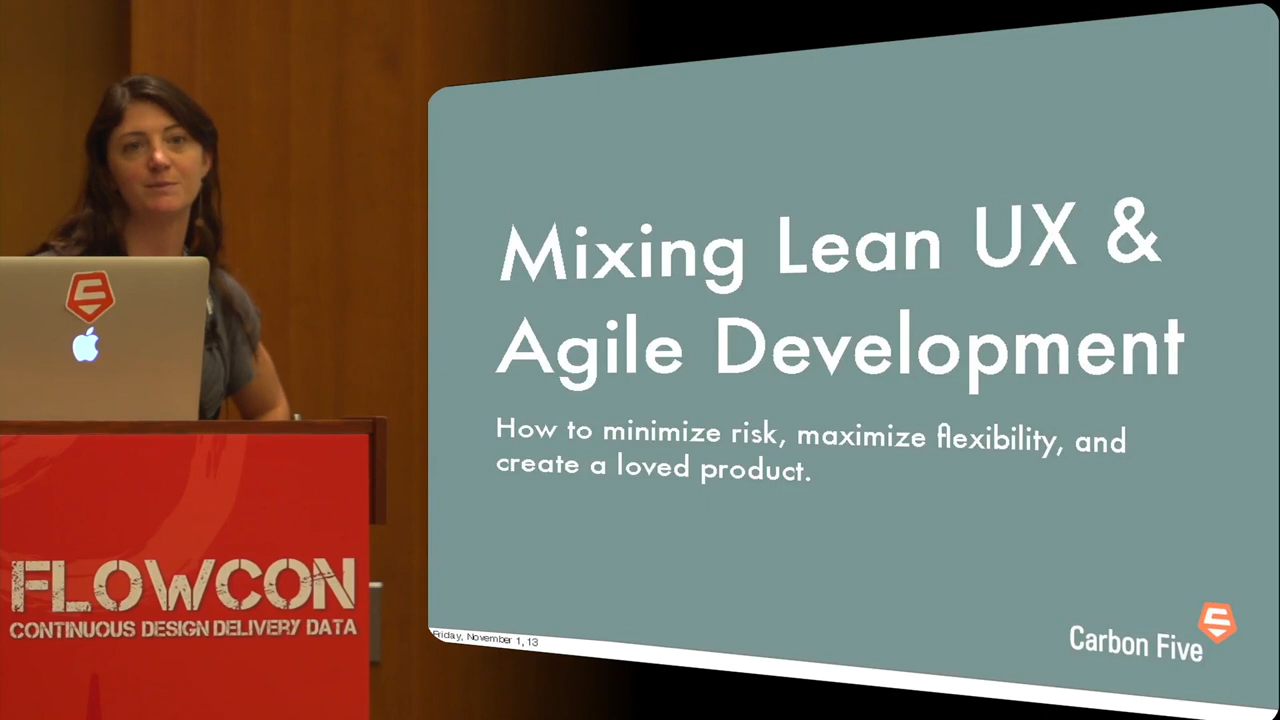 Mixing Lean UX &
Agile Development
How to minimize risk, maximize flexibility, and
create a loved product.
Carbon Five
Friday, November 1, 13
FLOWCON
CONTINUOUS DESIGN DELIVERY DATA